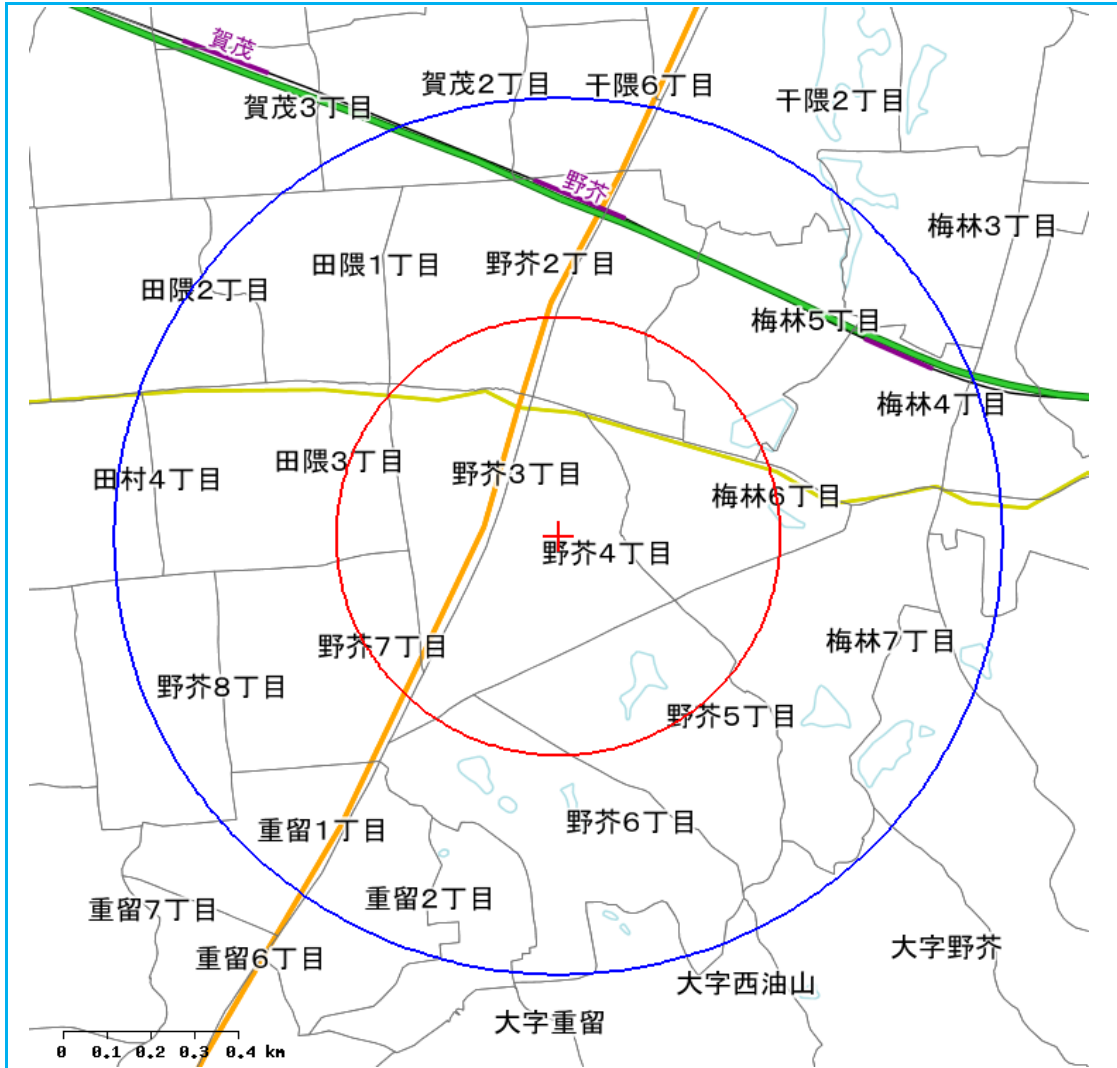 賀茂
賀茂2丁目
干隈6丁目
干隈2丁目
賀茂3丁目
野芥
梅林3丁目
田隈1丁目
野芥2丁目
田隈2丁目
梅林5丁目
梅林4丁目
田隈3丁目
野芥3丁目
田村4丁目
梅林6丁目
野芥4丁目
野芥7丁目
梅林7丁目
野芥8丁目
野芥5丁目
重留1丁目
野芥6丁目
重留2丁目
重留7丁目
重留6丁目
大字野芥
大字西油山
大字重留
0 0.1 0.2 0.3 0.4 km